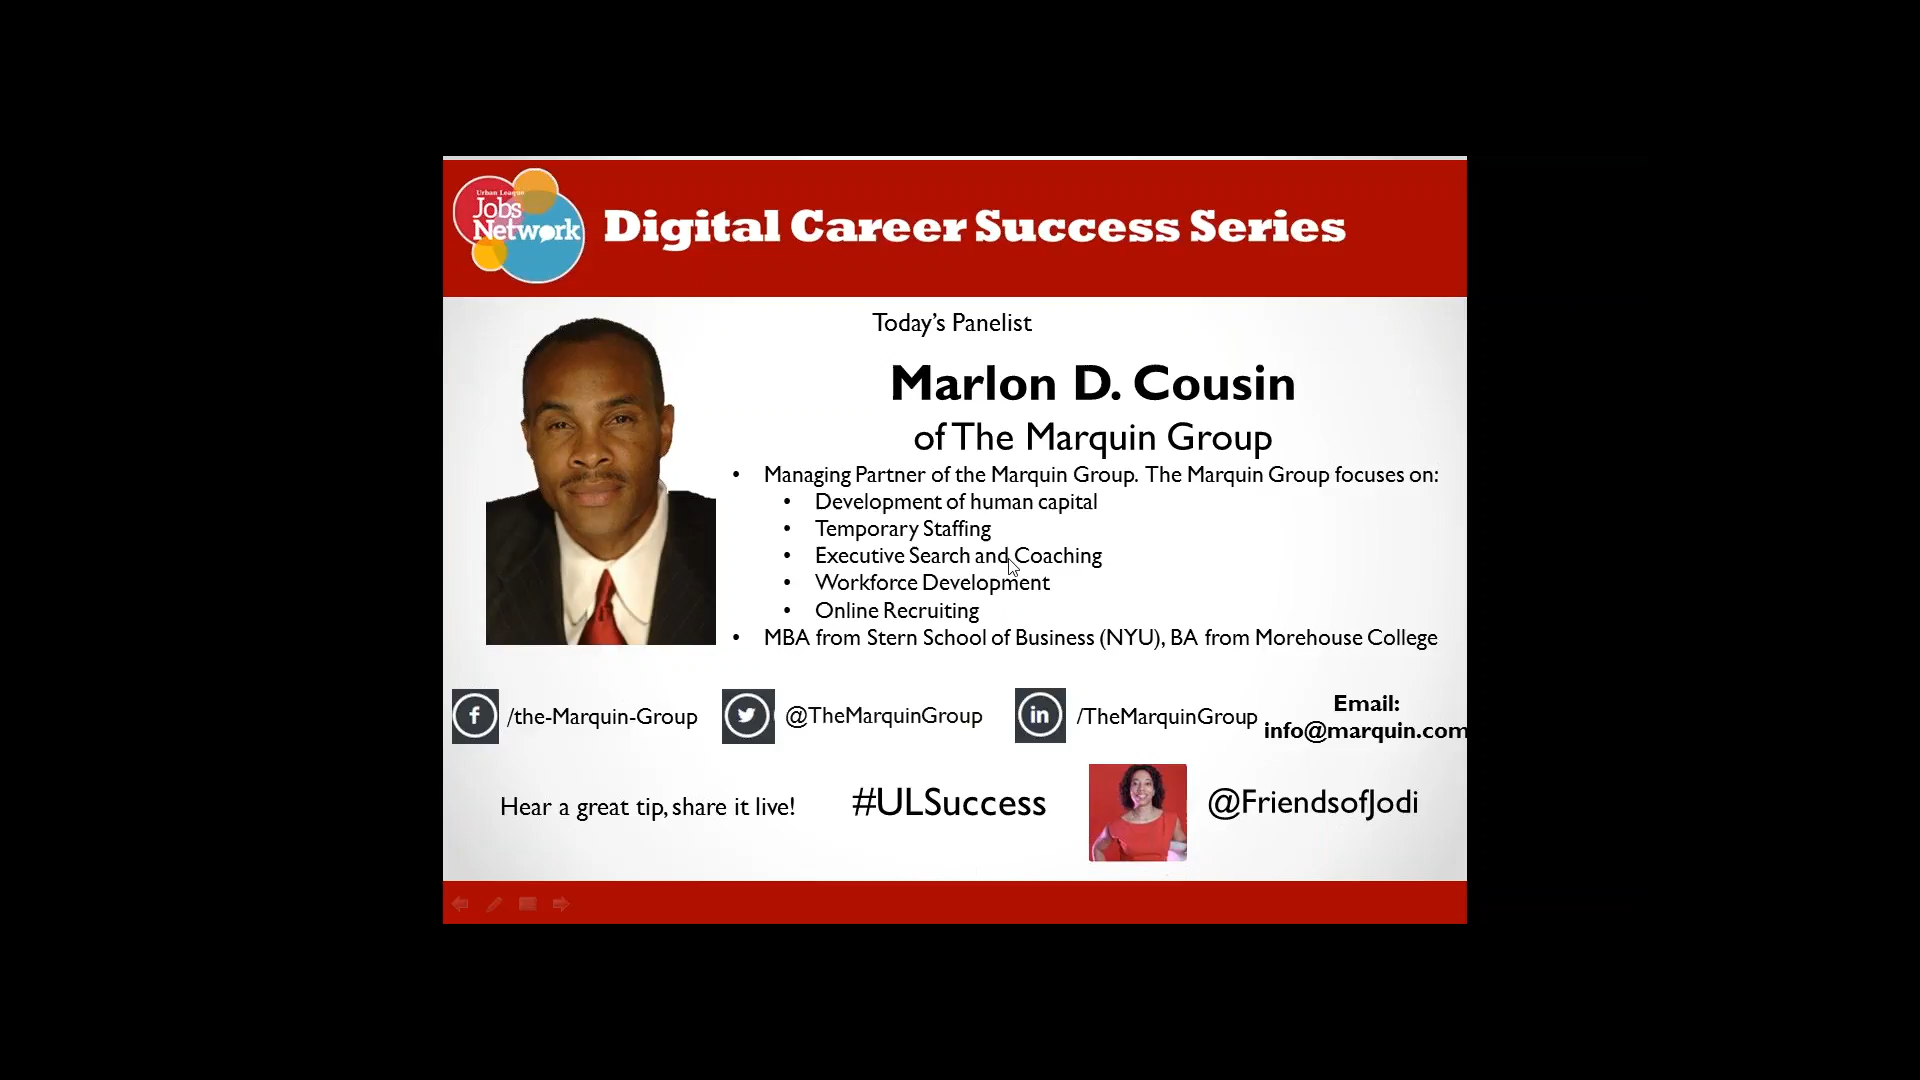 Urban League
Jobs
Network
Digital Career Success Series
Today's Panelist
Marlon D. Cousin
of The Marquin Group
• Managing Partner of the Marquin Group. The Marquin Group focuses on:
• Development of human capital
• Temporary Staffing
• Executive Search and Coaching
• Workforce Development
• Online Recruiting
• MBA from Stern School of Business (NYU), BA from Morehouse College
f /the-Marquin-Group
@TheMarquinGroup
in /TheMarquinGroup
Email:
info@marquin.com
Hear a great tip, share it live!
#ULSuccess
@FriendsofJodi